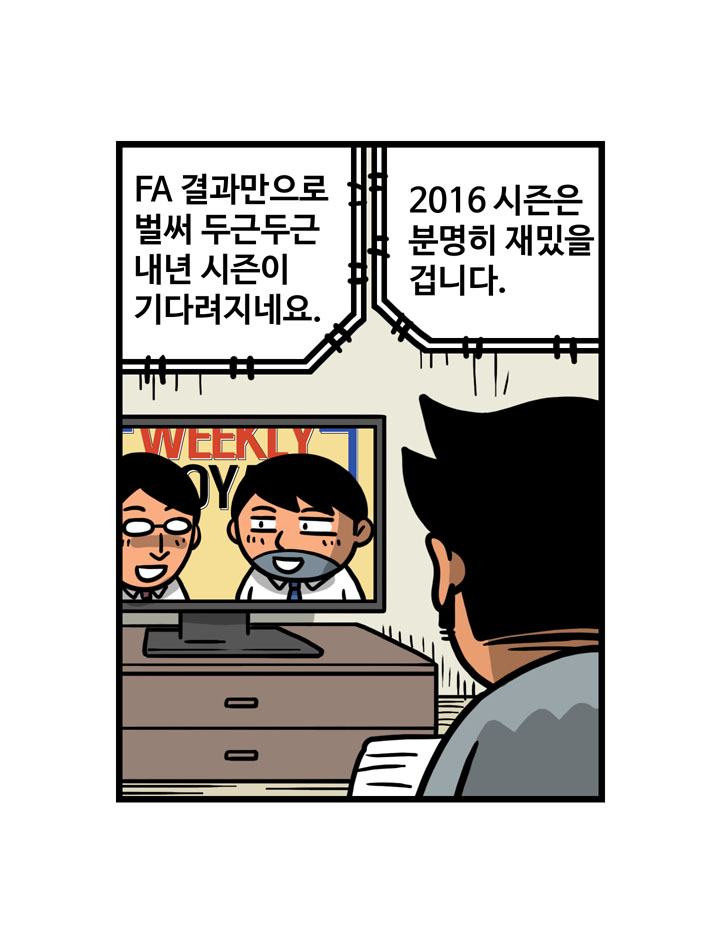 FA 결과만으로
벌써 두근두근
내년 시즌이
기다려지네요.
2016 시즌은
분명히 재밌을
겁니다.
WEEKLY